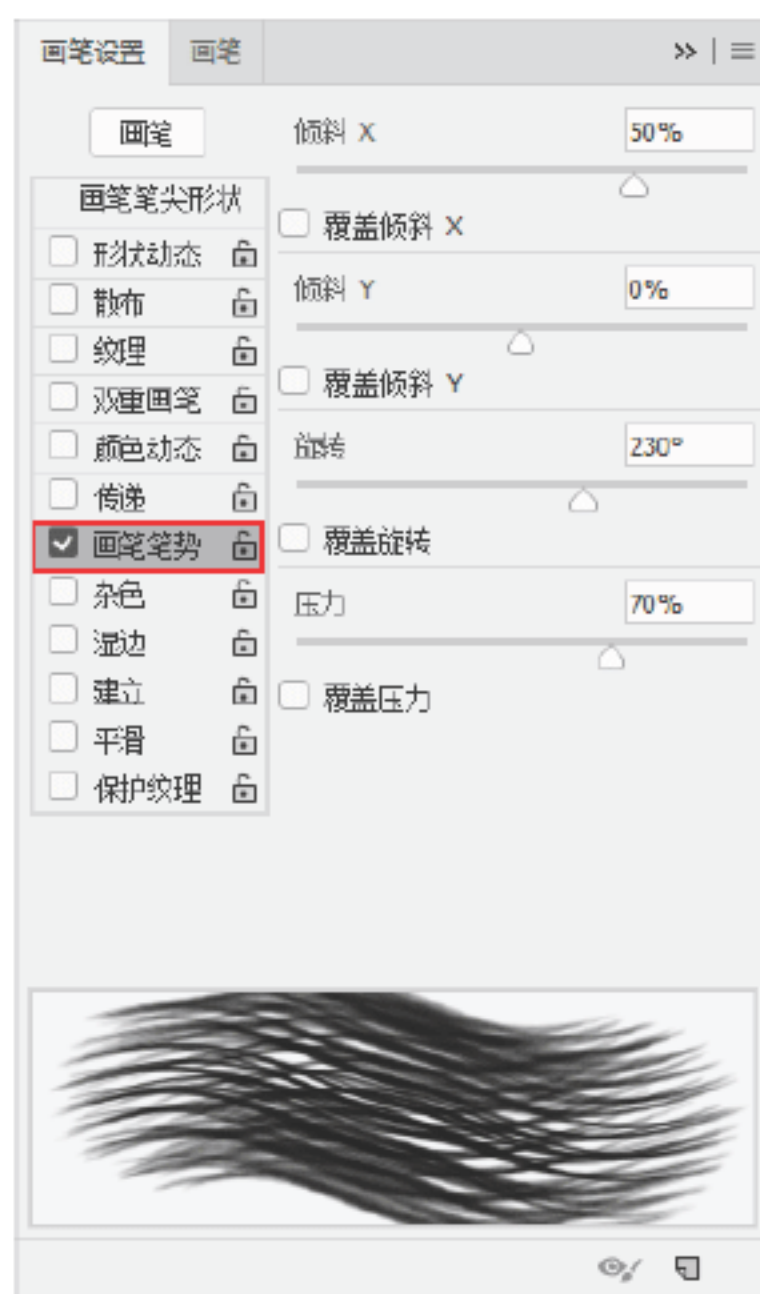 画笔设置 画笔
画笔
画笔笔尖形状
形状动态
散布
纹理
双重画笔
颜色动态
传递
画笔笔势
杂色
湿边
建立
平滑
保护纹理
倾斜 X 50%
覆盖倾斜 X
倾斜 Y 0%
覆盖倾斜 Y
旋转 230°
覆盖旋转
压力 70%
覆盖压力